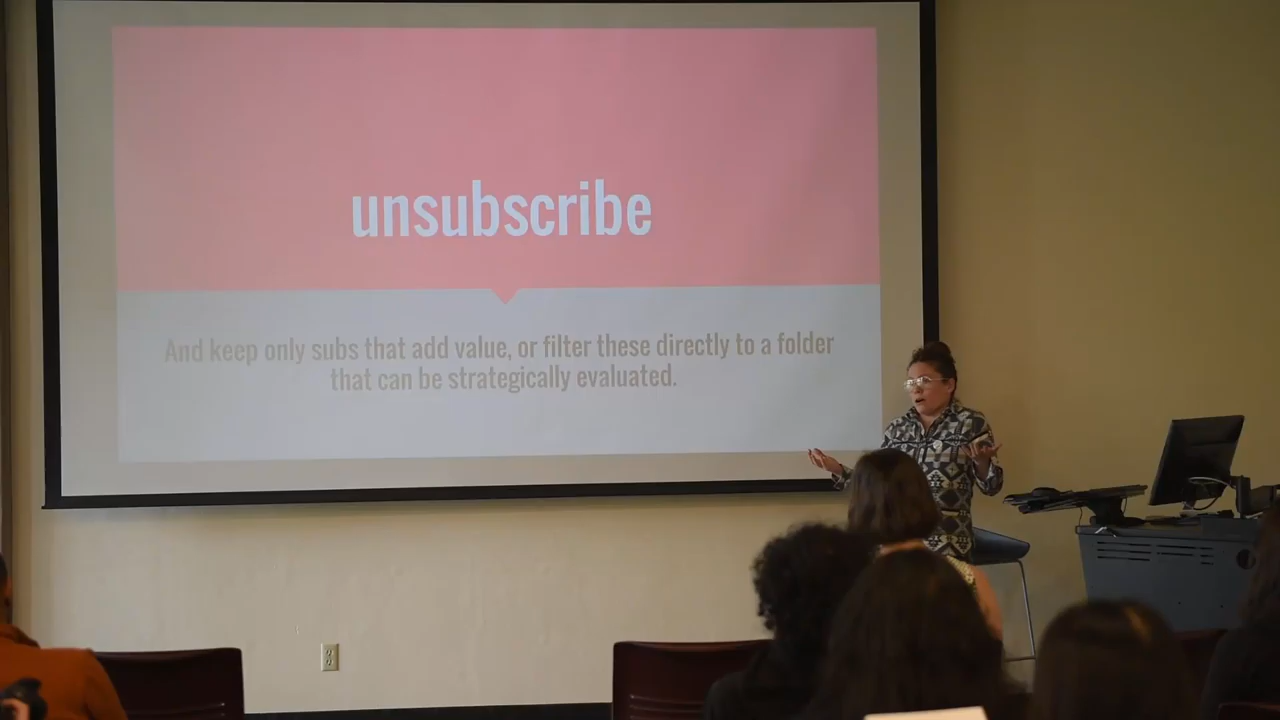 unsubscribe
And keep only subs that add value, or filter these directly to a folder
that can be strategically evaluated.